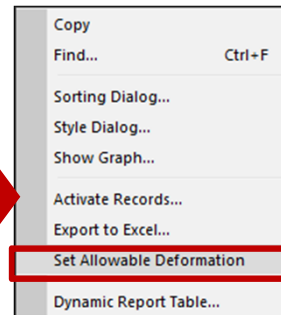 Copy
Find... Ctrl+F
Sorting Dialog...
Style Dialog...
Show Graph...
Activate Records...
Export to Excel...
Set Allowable Deformation
Dynamic Report Table...